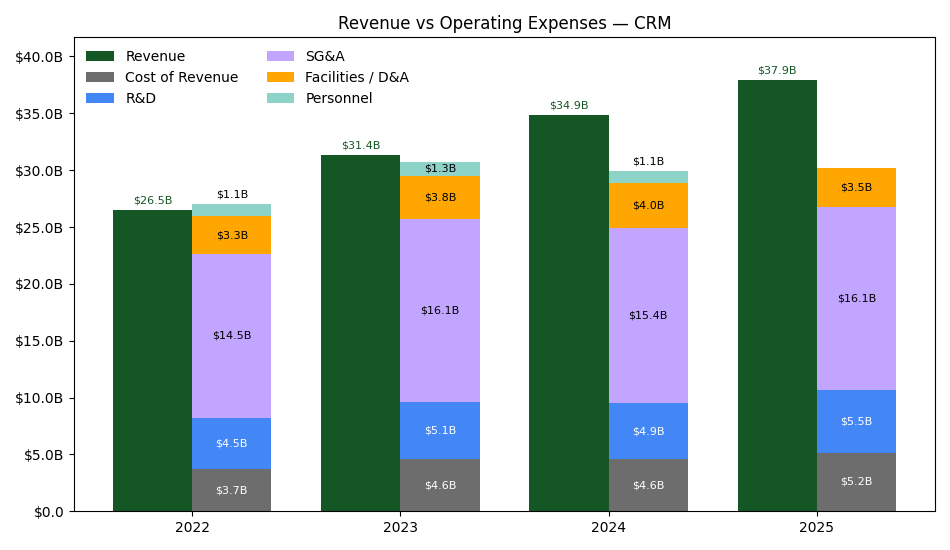 Revenue vs Operating Expenses — CRM
Revenue
Cost of Revenue
R&D
SG&A
Facilities / D&A
Personnel
$40.0B
$35.0B
$30.0B
$25.0B
$20.0B
$15.0B
$10.0B
$5.0B
$0.0
$26.5B
$1.1B
$3.3B
$14.5B
$4.5B
$3.7B
$31.4B
$1.3B
$3.8B
$16.1B
$5.1B
$4.6B
$34.9B
$1.1B
$4.0B
$15.4B
$4.9B
$4.6B
$37.9B
$3.5B
$16.1B
$5.5B
$5.2B
2022
2023
2024
2025